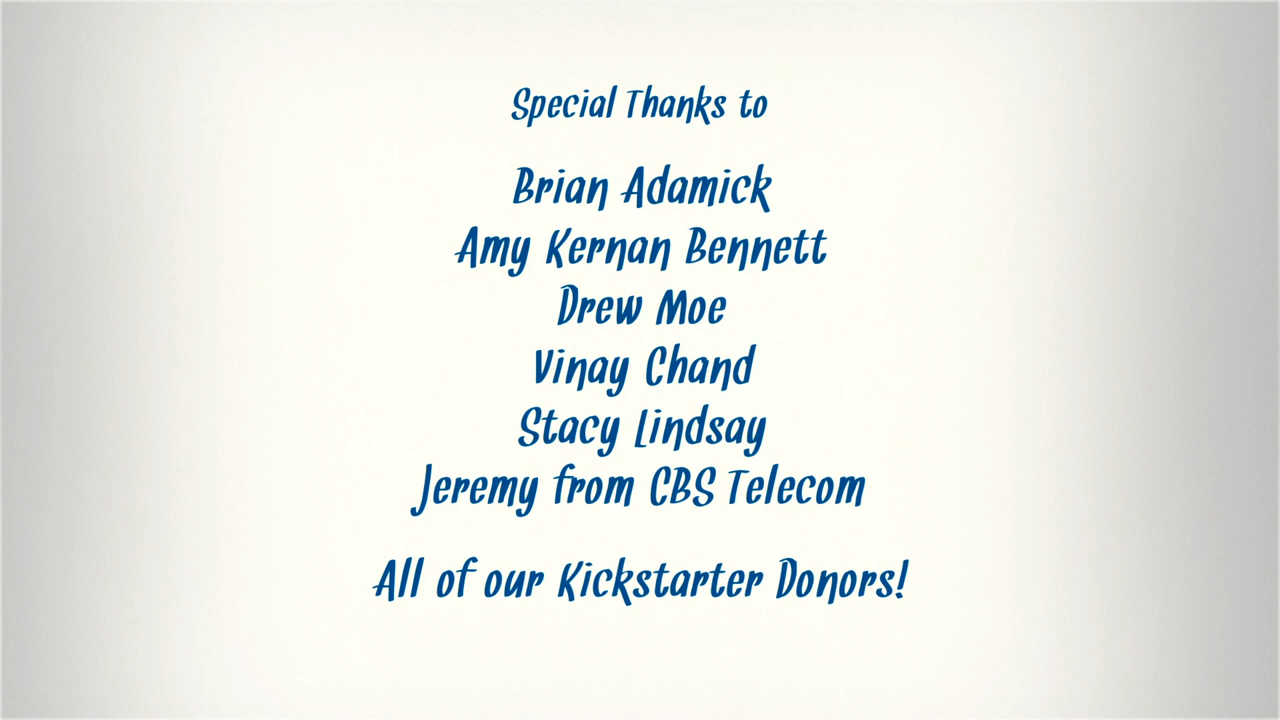 Special Thanks to
Brian Adamick
Amy Kernan Bennett
Drew Moe
Vinay Chand
Stacy Lindsay
Jeremy from CBS Telecom
All of our Kickstarter Donors!